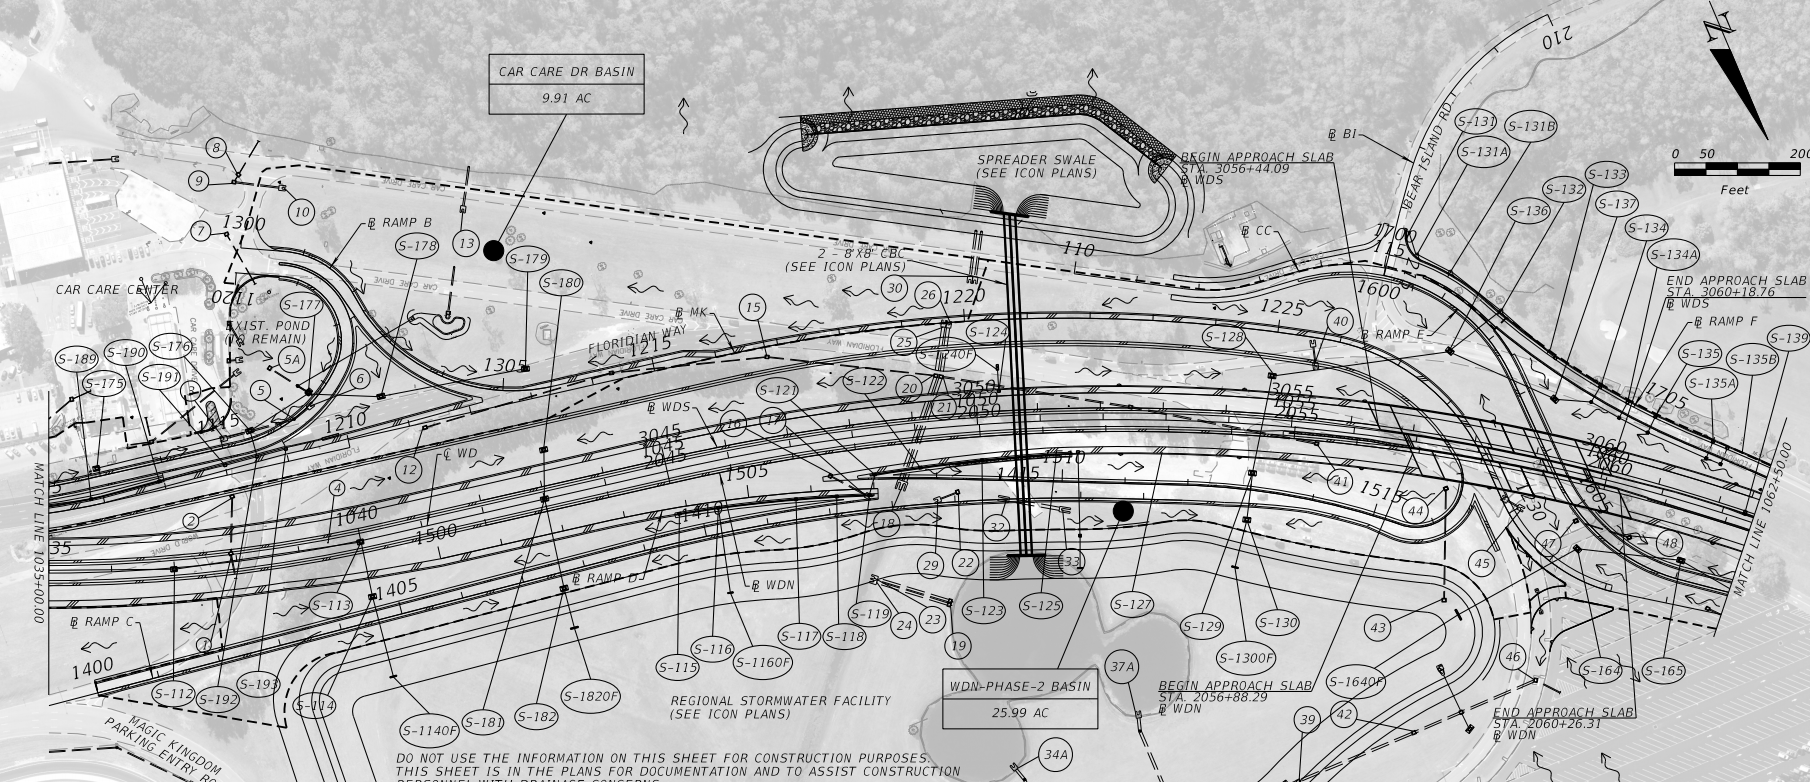 210
CAR CARE DR BASIN
9.91 AC
N
0 50 200
Feet
SPREADER SWALE
(SEE ICON PLANS)
BEGIN APPROACH SLAB
STA. 3056+44.09
℄ WDS
℄ BI
BEAR ISLAND RD
S-131
S-131B
S-131A
S-133
S-132
S-137
S-136
S-134
S-134A
8
9
10
7
1300
℄ RAMP B
S-178
13
S-179
S-180
CAR CARE DRIVE
2 - 8'X8' CBC
(SEE ICON PLANS)
110
℄ CC
1700
115
END APPROACH SLAB
STA. 3060+18.76
℄ WDS
℄ RAMP F
S-139
CAR CARE CENTER
1120
S-177
EXIST. POND
(TO REMAIN)
5A
S-189
S-190
S-176
S-175
S-191
5
6
1305
FLORIDIAN WAY
1215
℄ MK
15
30
26
1220
25
S-124
S-1240F
1225
1600
40
S-128
℄ RAMP E
S-135
S-135B
S-135A
1705
1115
1210
S-121
S-122
20
21
3050
2050
3055
2055
℄ WDS
16
17
3045
1045
2045
℄ WD
12
4
2
1505
1510
1415
1515
41
44
3060
2060
MATCH LINE 1035+00.00
MATCH LINE 1062+50.00
1040
1500
1410
18
32
33
29
22
45
47
48
S-113
1405
℄ RAMP D
℄ WDN
S-119
24
23
19
S-123
S-125
S-127
S-129
S-130
43
46
℄ RAMP C
1
1400
S-112
S-192
S-193
S-114
S-115
S-116
S-117
S-118
S-1160F
S-1820F
S-1140F
S-181
S-182
S-1300F
S-1640F
S-164
S-165
37A
REGIONAL STORMWATER FACILITY
(SEE ICON PLANS)
WDN-PHASE-2 BASIN
25.99 AC
BEGIN APPROACH SLAB
STA. 2056+88.29
℄ WDN
39
42
END APPROACH SLAB
STA. 2060+26.31
℄ WDN
34A
MAGIC KINGDOM
PARKING ENTRY
DO NOT USE THE INFORMATION ON THIS SHEET FOR CONSTRUCTION PURPOSES.
THIS SHEET IS IN THE PLANS FOR DOCUMENTATION AND TO ASSIST CONSTRUCTION
PERSONNEL WITH DRAINAGE CONCERNS.